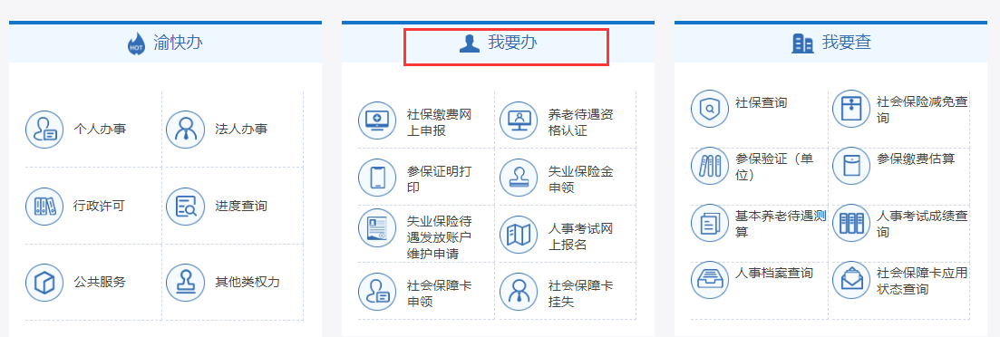 HOT
渝快办
个人办事
法人办事
行政许可
进度查询
公共服务
其他类权力
我要办
社保缴费网
上申报
养老待遇资
格认证
参保证明打
印
失业保险金
申领
失业保险待
遇发放账户
维护申请
人事考试网
上报名
社会保障卡
申领
社会保障卡
挂失
我要查
社保查询
社会保险减免查
询
参保验证（单
位）
参保缴费估算
基本养老待遇测
算
人事考试成绩查
询
人事档案查询
社会保障卡应用
状态查询